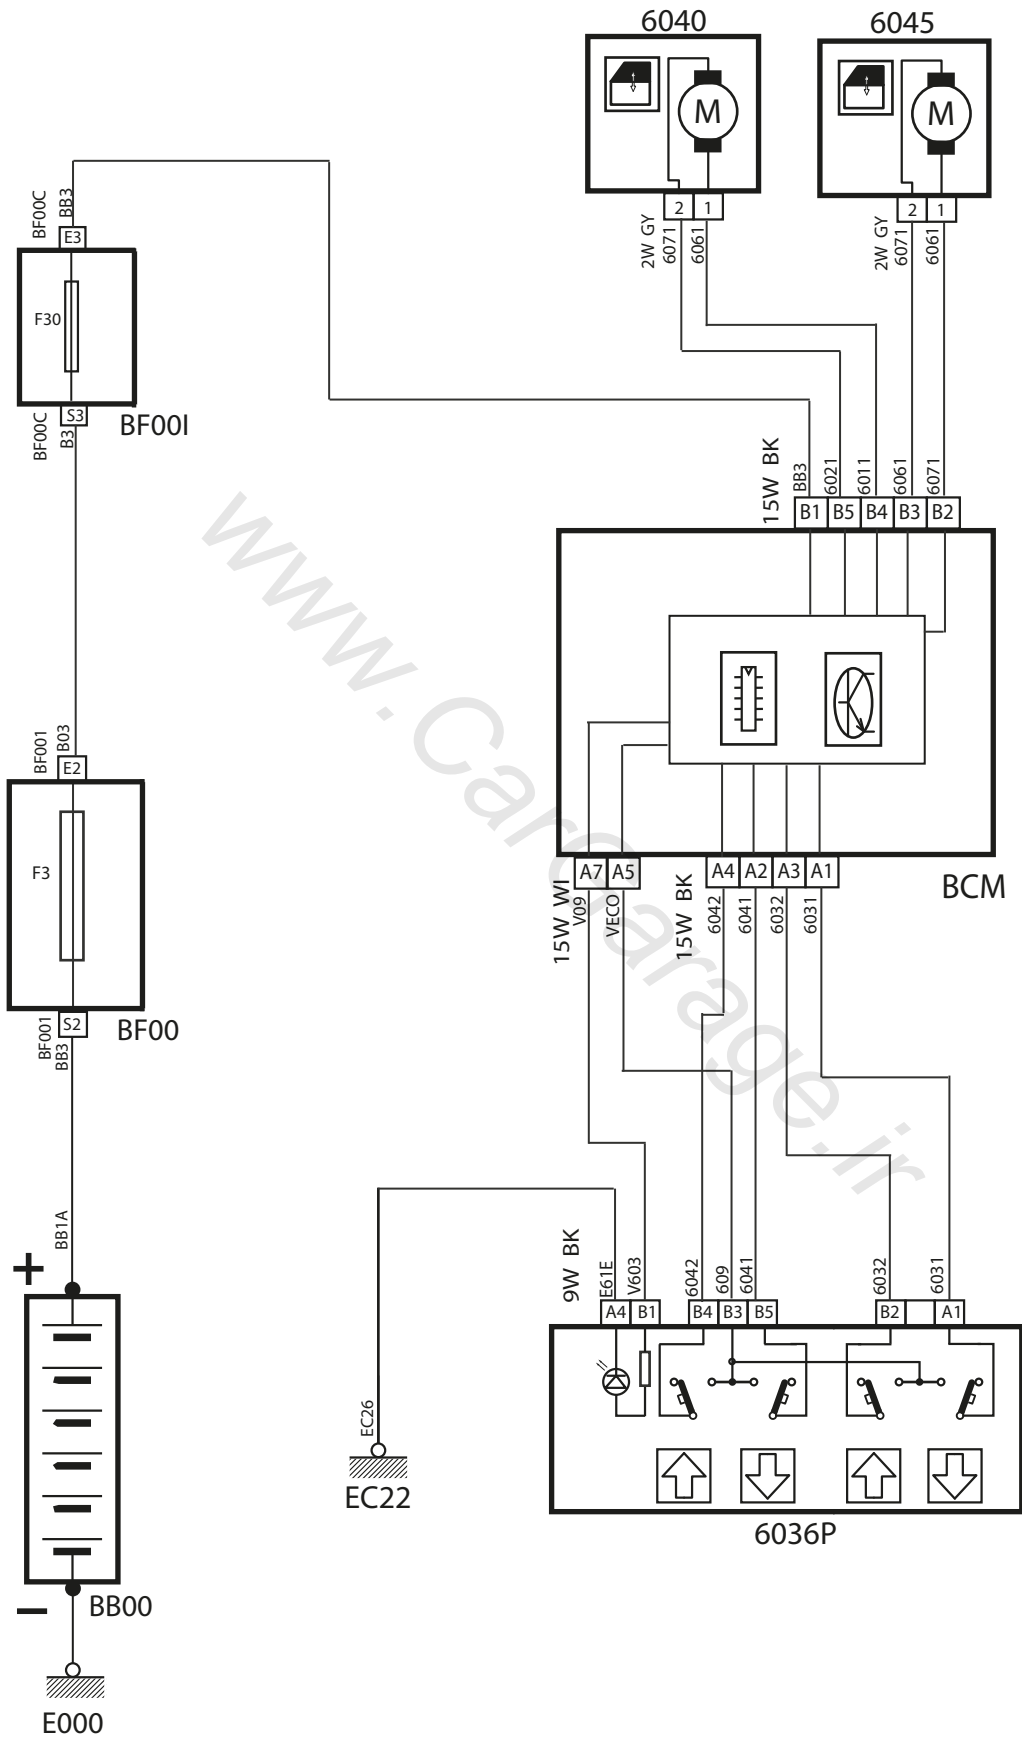 6040
6045
M
M
2
1
2
1
2W GY
6071
6061
2W GY
6071
6061
BF00C
BB3
E3
F30
S3
BF00C
B3
BF00I
15W BK
BB3
6021
6011
6061
6071
B1
B5
B4
B3
B2
www.CarGarage.ir
BF001
B03
E2
F3
S2
BF001
BB3
BF00
A7
A5
A4
A2
A3
A1
BCM
15W WI
V09
VECO
15W BK
6042
6041
6032
6031
BB1A
+
9W BK
E61E
V603
6042
609
6041
6032
6031
A4
B1
B4
B3
B5
B2
A1
EC26
EC22
6036P
BB00
−
E000